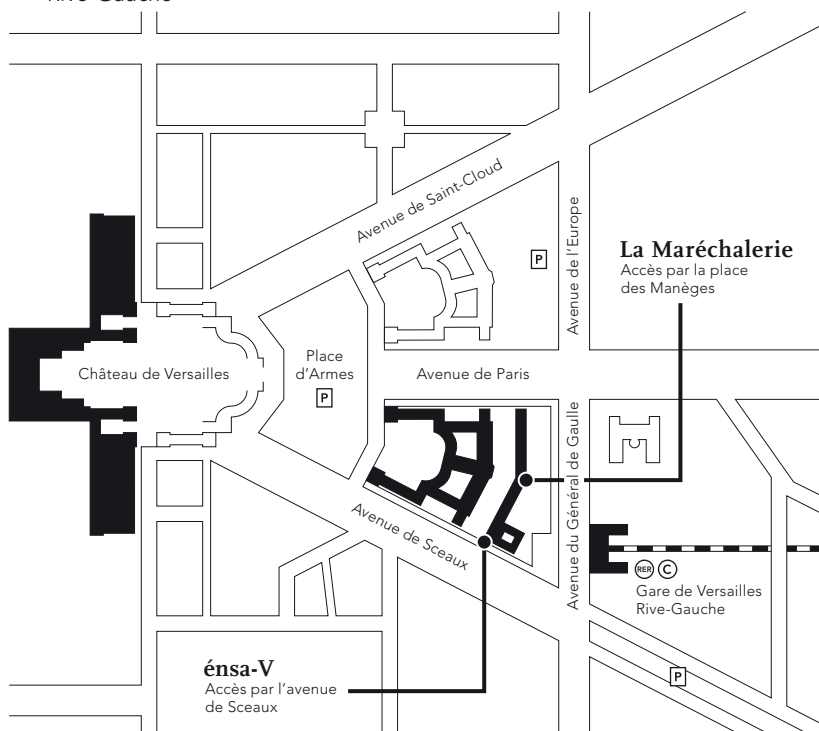 Avenue de Saint-Cloud
Avenue de l'Europe
P
La Maréchalerie
Accès par la place
des Manèges
Château de Versailles
Place
d'Armes
P
Avenue de Paris
Avenue du Général de Gaulle
Avenue de Sceaux
RER C
Gare de Versailles
Rive-Gauche
énsa-V
Accès par l'avenue
de Sceaux
P